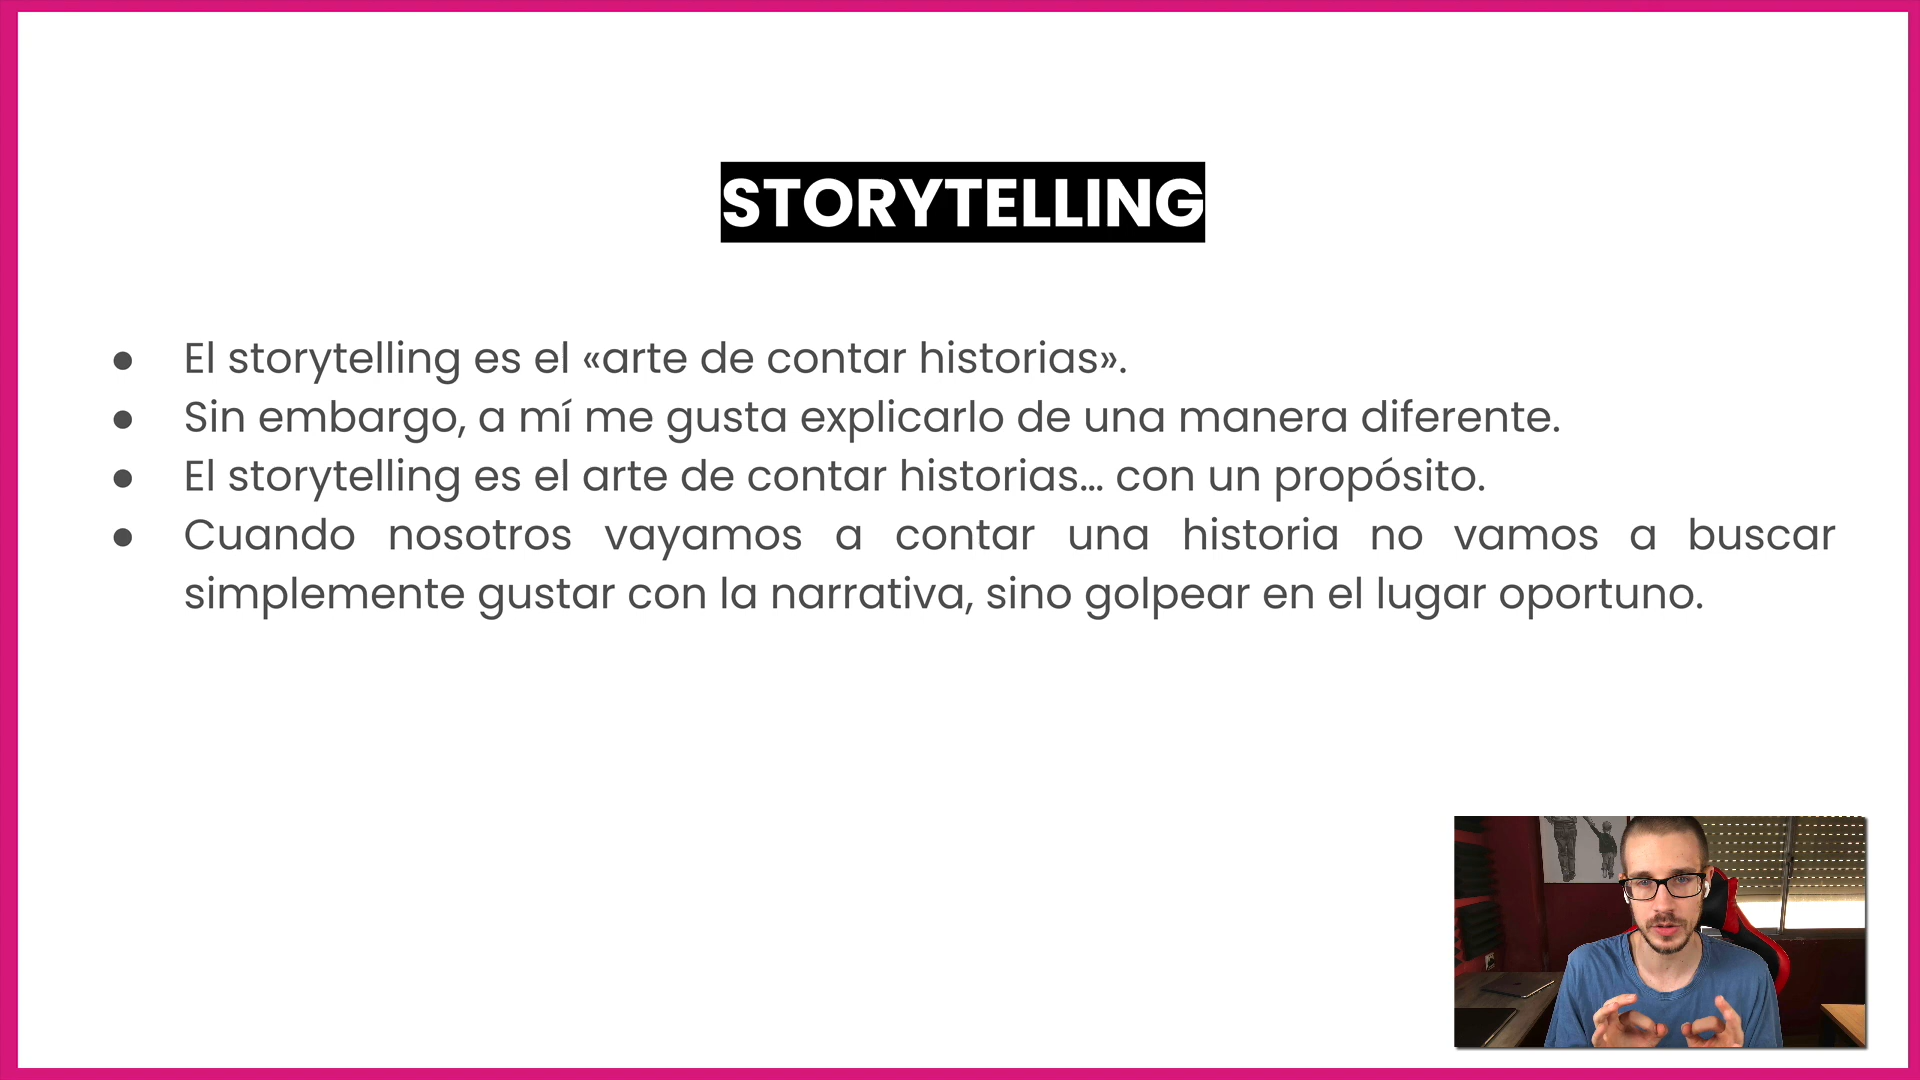 STORYTELLING
● El storytelling es el «arte de contar historias».
● Sin embargo, a mí me gusta explicarlo de una manera diferente.
● El storytelling es el arte de contar historias... con un propósito.
● Cuando nosotros vayamos a contar una historia no vamos a buscar
simplemente gustar con la narrativa, sino golpear en el lugar oportuno.